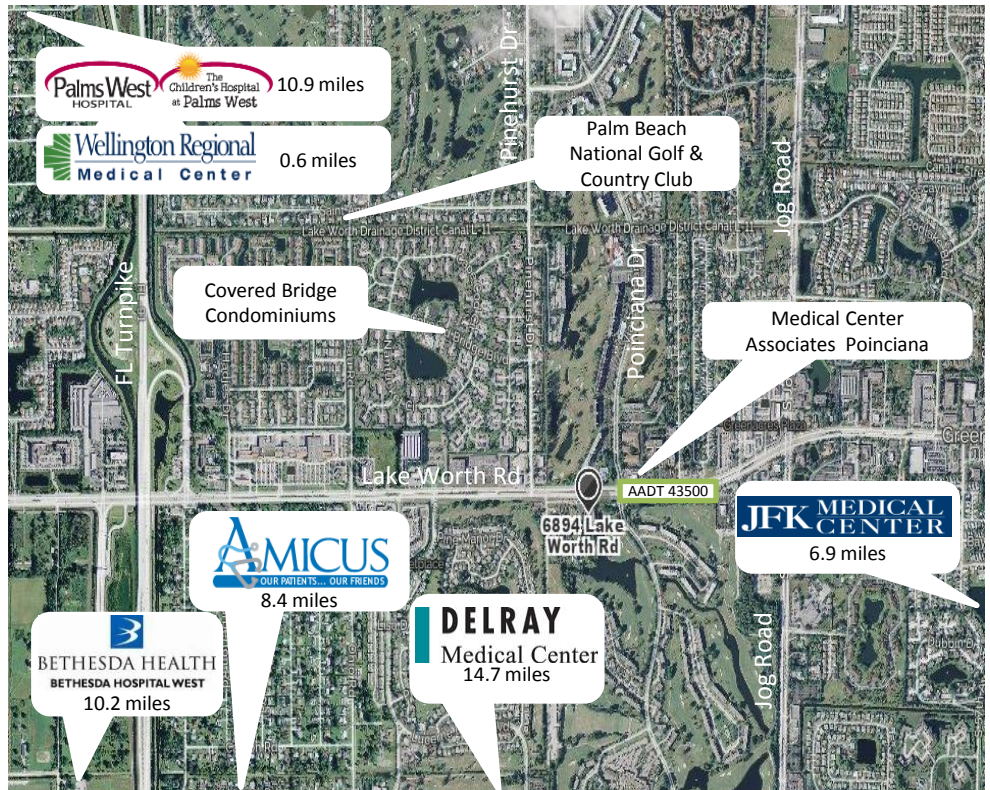 Palms West
HOSPITAL
The
Children's Hospital
at Palms West
10.9 miles
Wellington Regional
Medical Center
0.6 miles
Pinehurst Dr
Palm Beach
National Golf &
Country Club
Jog Road
Lake Worth Drainage District Canal L-11
Lake Worth Drainage District Canal L-11
FL Turnpike
Covered Bridge
Condominiums
Poinciana Dr
Medical Center
Associates Poinciana
Greenacres Plaza
Lake Worth Rd
AADT 43500
6894 Lake
Worth Rd
JFK MEDICAL
CENTER
6.9 miles
AMICUS
OUR PATIENTS... OUR FRIENDS
8.4 miles
DELRAY
Medical Center
14.7 miles
BETHESDA HEALTH
BETHESDA HOSPITAL WEST
10.2 miles
Jog Road